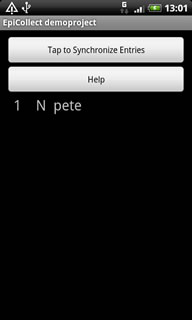 13:01
EpiCollect demoproject
Tap to Synchronize Entries
Help
1 N pete